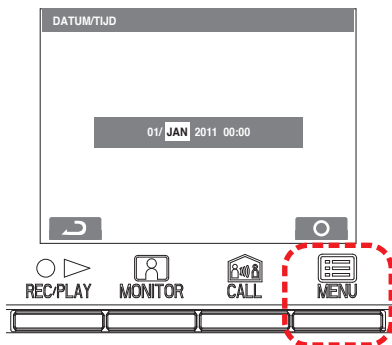 DATUM/TIJD
01/ JAN 2011 00:00
REC/PLAY MONITOR CALL MENU